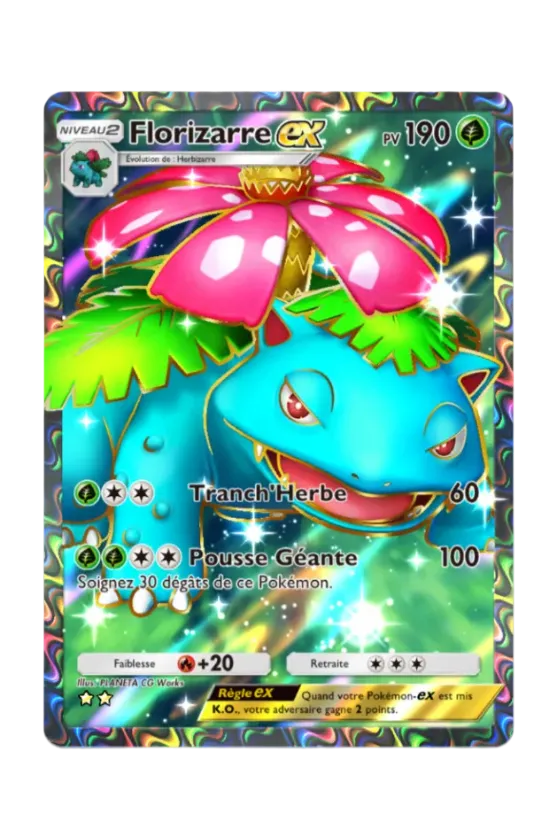 NIVEAU 2 Florizarre ex PV 190
Évolution de : Herbizarre
Tranch'Herbe 60
Pousse Géante 100
Soignez 30 dégâts de ce Pokémon.
Faiblesse +20 Retraite
Illus. PLANETA CG Works
Règle ex Quand votre Pokémon-ex est mis
K.O., votre adversaire gagne 2 points.